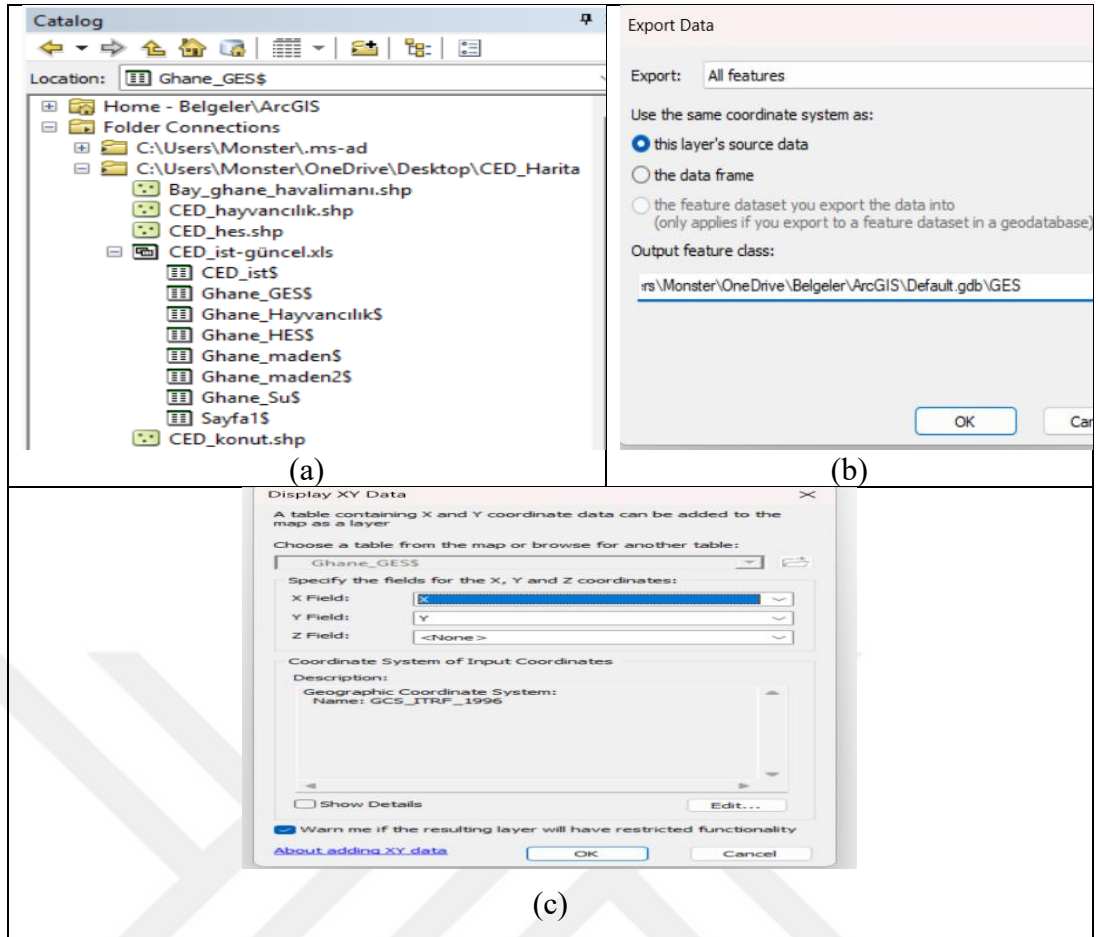 Catalog
Location: Ghane_GES$
Home - Belgeler\ArcGIS
Folder Connections
C:\Users\Monster\.ms-ad
C:\Users\Monster\OneDrive\Desktop\CED_Harita
Bay_ghane_havalimanı.shp
CED_hayvancılık.shp
CED_hes.shp
CED_ist-güncel.xls
CED_ist$
Ghane_GES$
Ghane_Hayvancılık$
Ghane_HES$
Ghane_maden$
Ghane_maden2$
Ghane_Su$
Sayfa1$
CED_konut.shp
(a)
Export Data
Export: All features
Use the same coordinate system as:
this layer's source data
the data frame
the feature dataset you export the data into
(only applies if you export to a feature dataset in a geodatabase)
Output feature class:
rs\Monster\OneDrive\Belgeler\ArcGIS\Default.gdb\GES
OK Car
(b)
Display XY Data
A table containing X and Y coordinate data can be added to the
map as a layer
Choose a table from the map or browse for another table:
Ghane_GES$
Specify the fields for the X, Y and Z coordinates:
X Field: X
Y Field: Y
Z Field: <None>
Coordinate System of Input Coordinates
Description:
Geographic Coordinate System:
Name: GCS_ITRF_1996
Show Details Edit...
Warn me if the resulting layer will have restricted functionality
About adding XY data OK Cancel
(c)